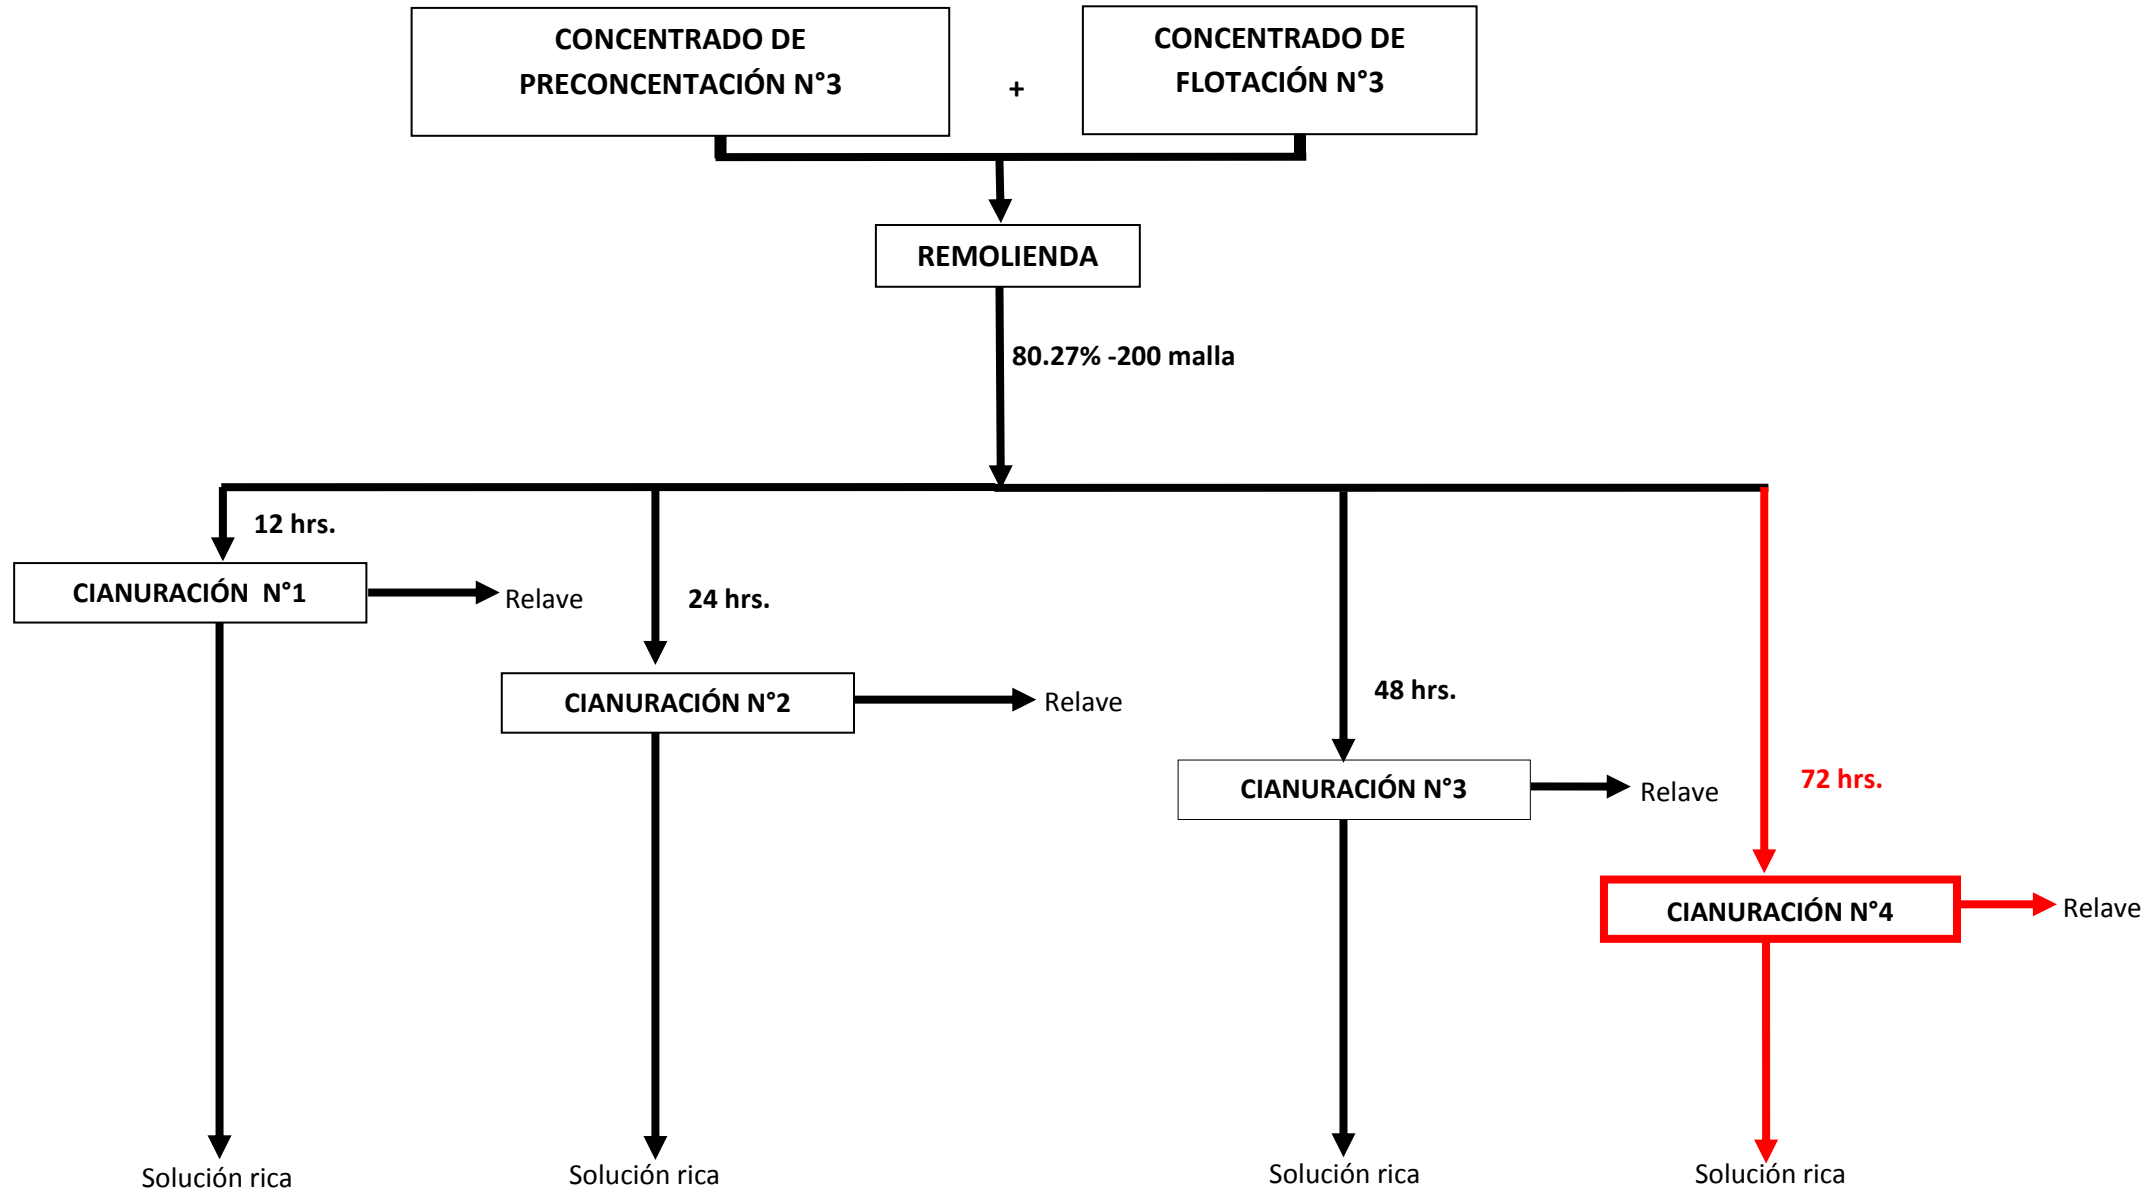 CONCENTRADO DE
PRECONCENTACIÓN N°3
+
CONCENTRADO DE
FLOTACIÓN N°3
REMOLIENDA
80.27% -200 malla
12 hrs.
CIANURACIÓN N°1
Relave
24 hrs.
CIANURACIÓN N°2
Relave
48 hrs.
CIANURACIÓN N°3
Relave
72 hrs.
CIANURACIÓN N°4
Relave
Solución rica
Solución rica
Solución rica
Solución rica